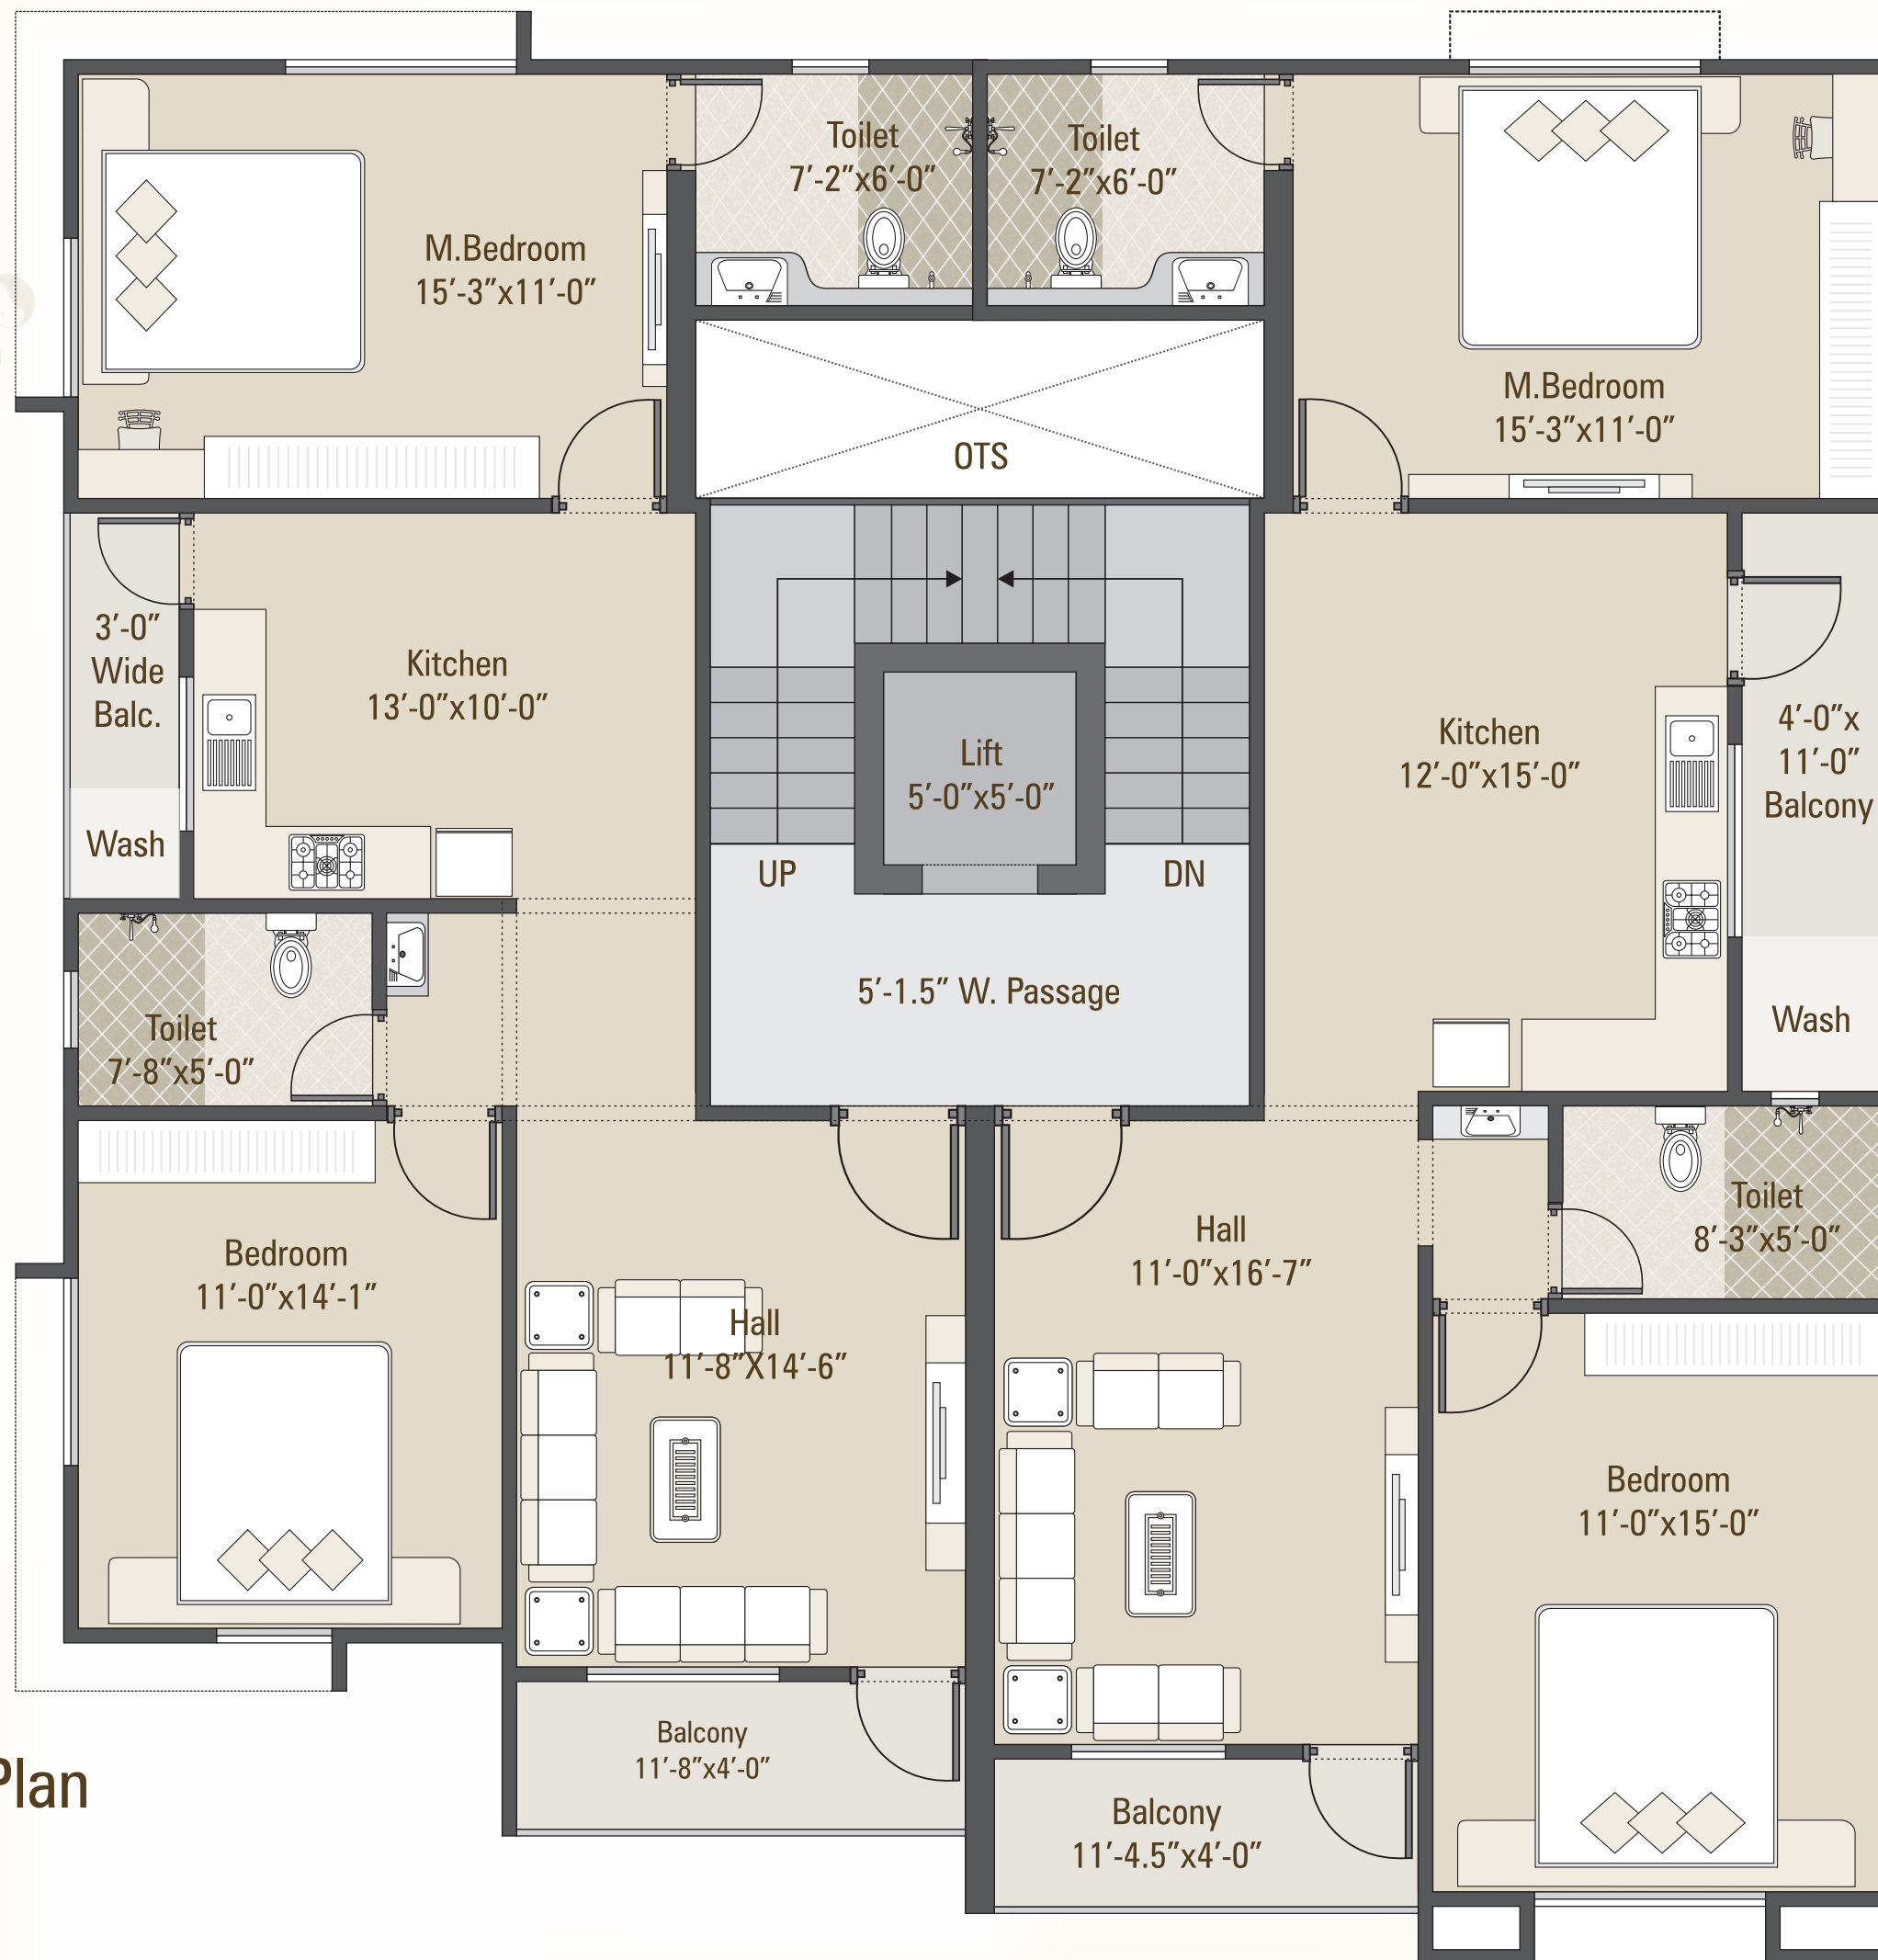 Toilet
7’-2”x6’-0”
Toilet
7’-2”x6’-0”
M.Bedroom
15’-3”x11’-0”
M.Bedroom
15’-3”x11’-0”
OTS
3’-0”
Wide
Balc.
Wash
Kitchen
13’-0”x10’-0”
Lift
5’-0”x5’-0”
UP
DN
Kitchen
12’-0”x15’-0”
4’-0”x
11’-0”
Balcony
Wash
5’-1.5” W. Passage
Toilet
7’-8”x5’-0”
Toilet
8’-3”x5’-0”
Bedroom
11’-0”x14’-1”
Hall
11’-8”X14’-6”
Hall
11’-0”x16’-7”
Bedroom
11’-0”x15’-0”
Balcony
11’-8”x4’-0”
Balcony
11’-4.5”x4’-0”
Plan